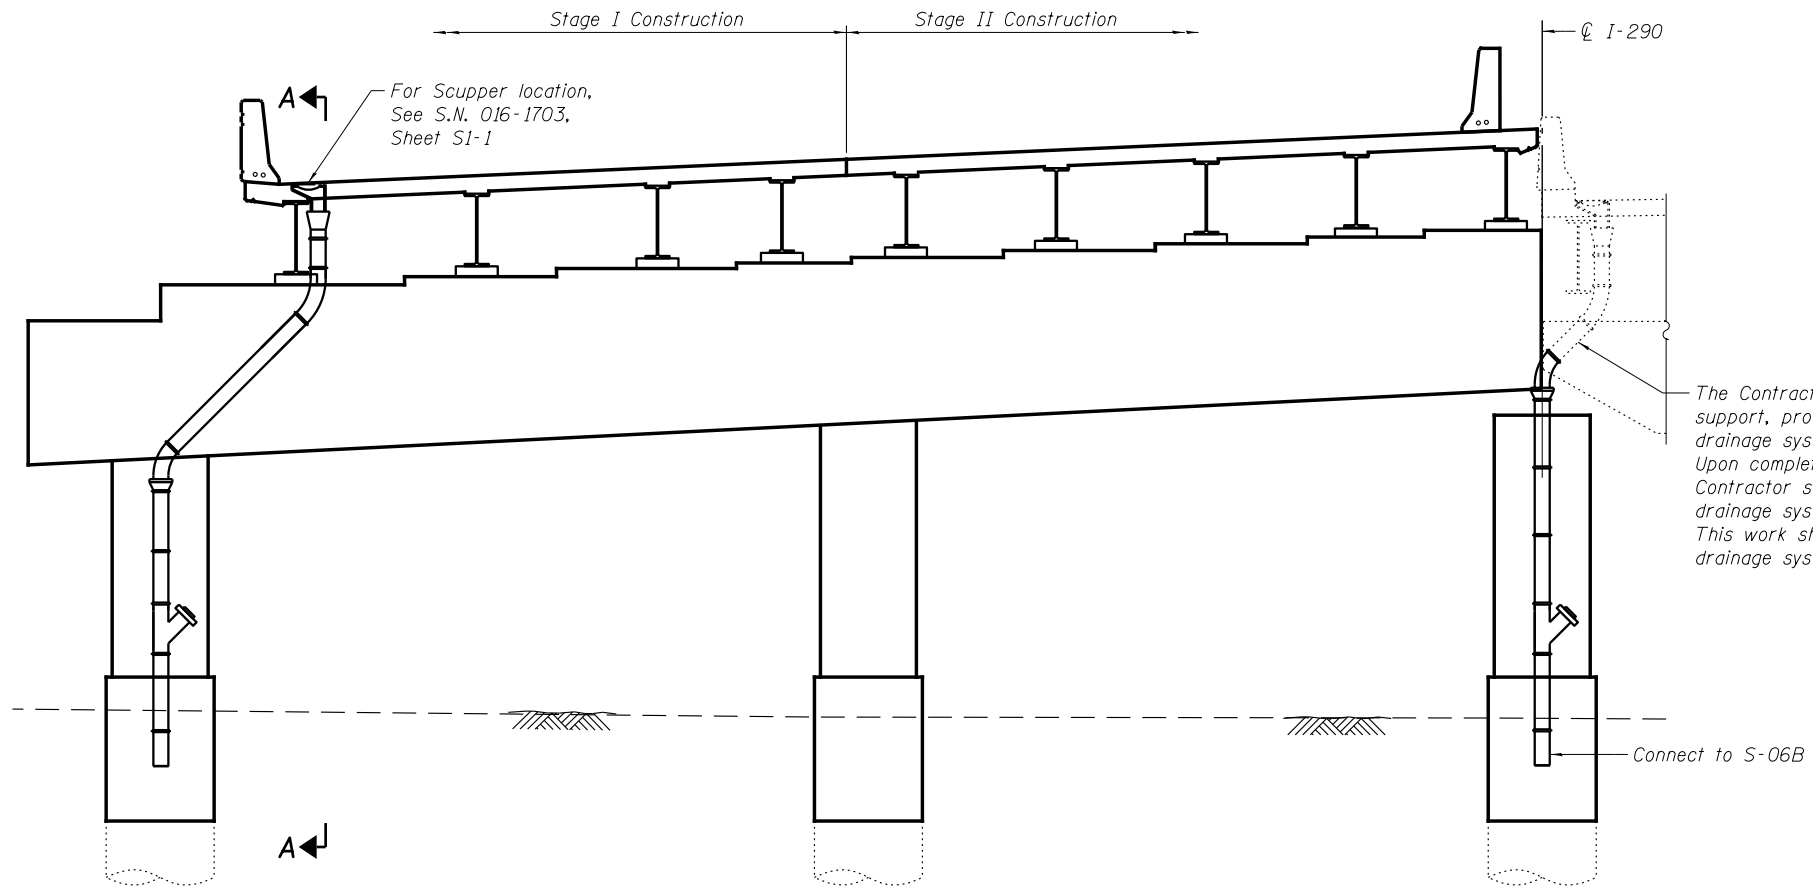 Stage I Construction
Stage II Construction
℄ I-290
A
For Scupper location,
See S.N. 016-1703,
Sheet S1-1
The Contract
support, pro
drainage sys
Upon complet
Contractor s
drainage sys
This work sh
drainage sys
Connect to S-06B
A